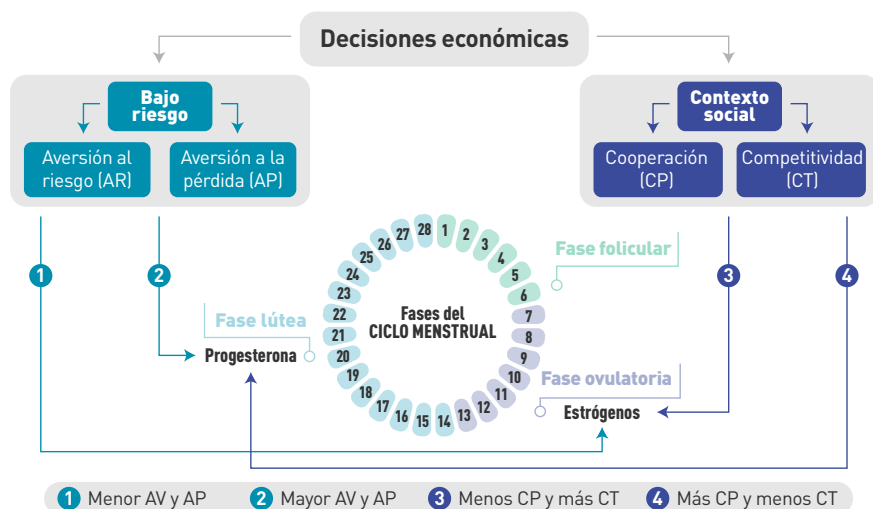 Decisiones económicas
Bajo
riesgo
Aversión al
riesgo (AR)
Aversión a la
pérdida (AP)
Contexto
social
Cooperación
(CP)
Competitividad
(CT)
1
2
3
4
Fase folicular
Fase lútea
Progesterona
Fase ovulatoria
Estrógenos
Fases del
CICLO MENSTRUAL
1
2
3
4
5
6
7
8
9
10
11
12
13
14
15
16
17
18
19
20
21
22
23
24
25
26
27
28
1 Menor AV y AP
2 Mayor AV y AP
3 Menos CP y más CT
4 Más CP y menos CT